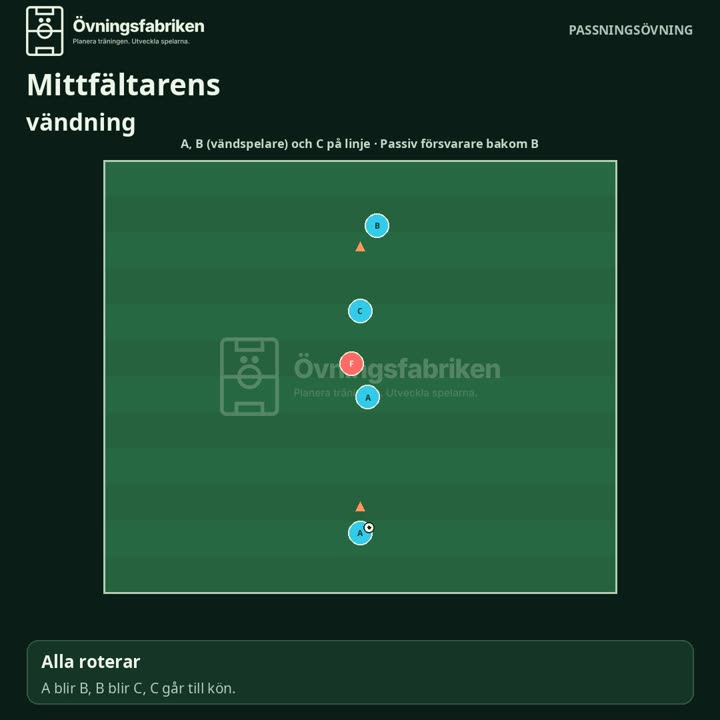 Övningsfabriken
Planera träningen. Utveckla spelarna.
PASSNINGSÖVNING
Mittfältarens
vändning
A, B (vändspelare) och C på linje · Passiv försvarare bakom B
B
C
F
Övningsfabriken
Planera träningen. Utveckla spelarna.
A
A
Alla roterar
A blir B, B blir C, C går till kön.